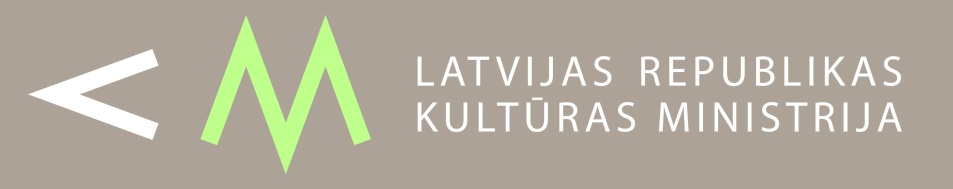 LATVIJAS REPUBLIKAS
KULTŪRAS MINISTRIJA